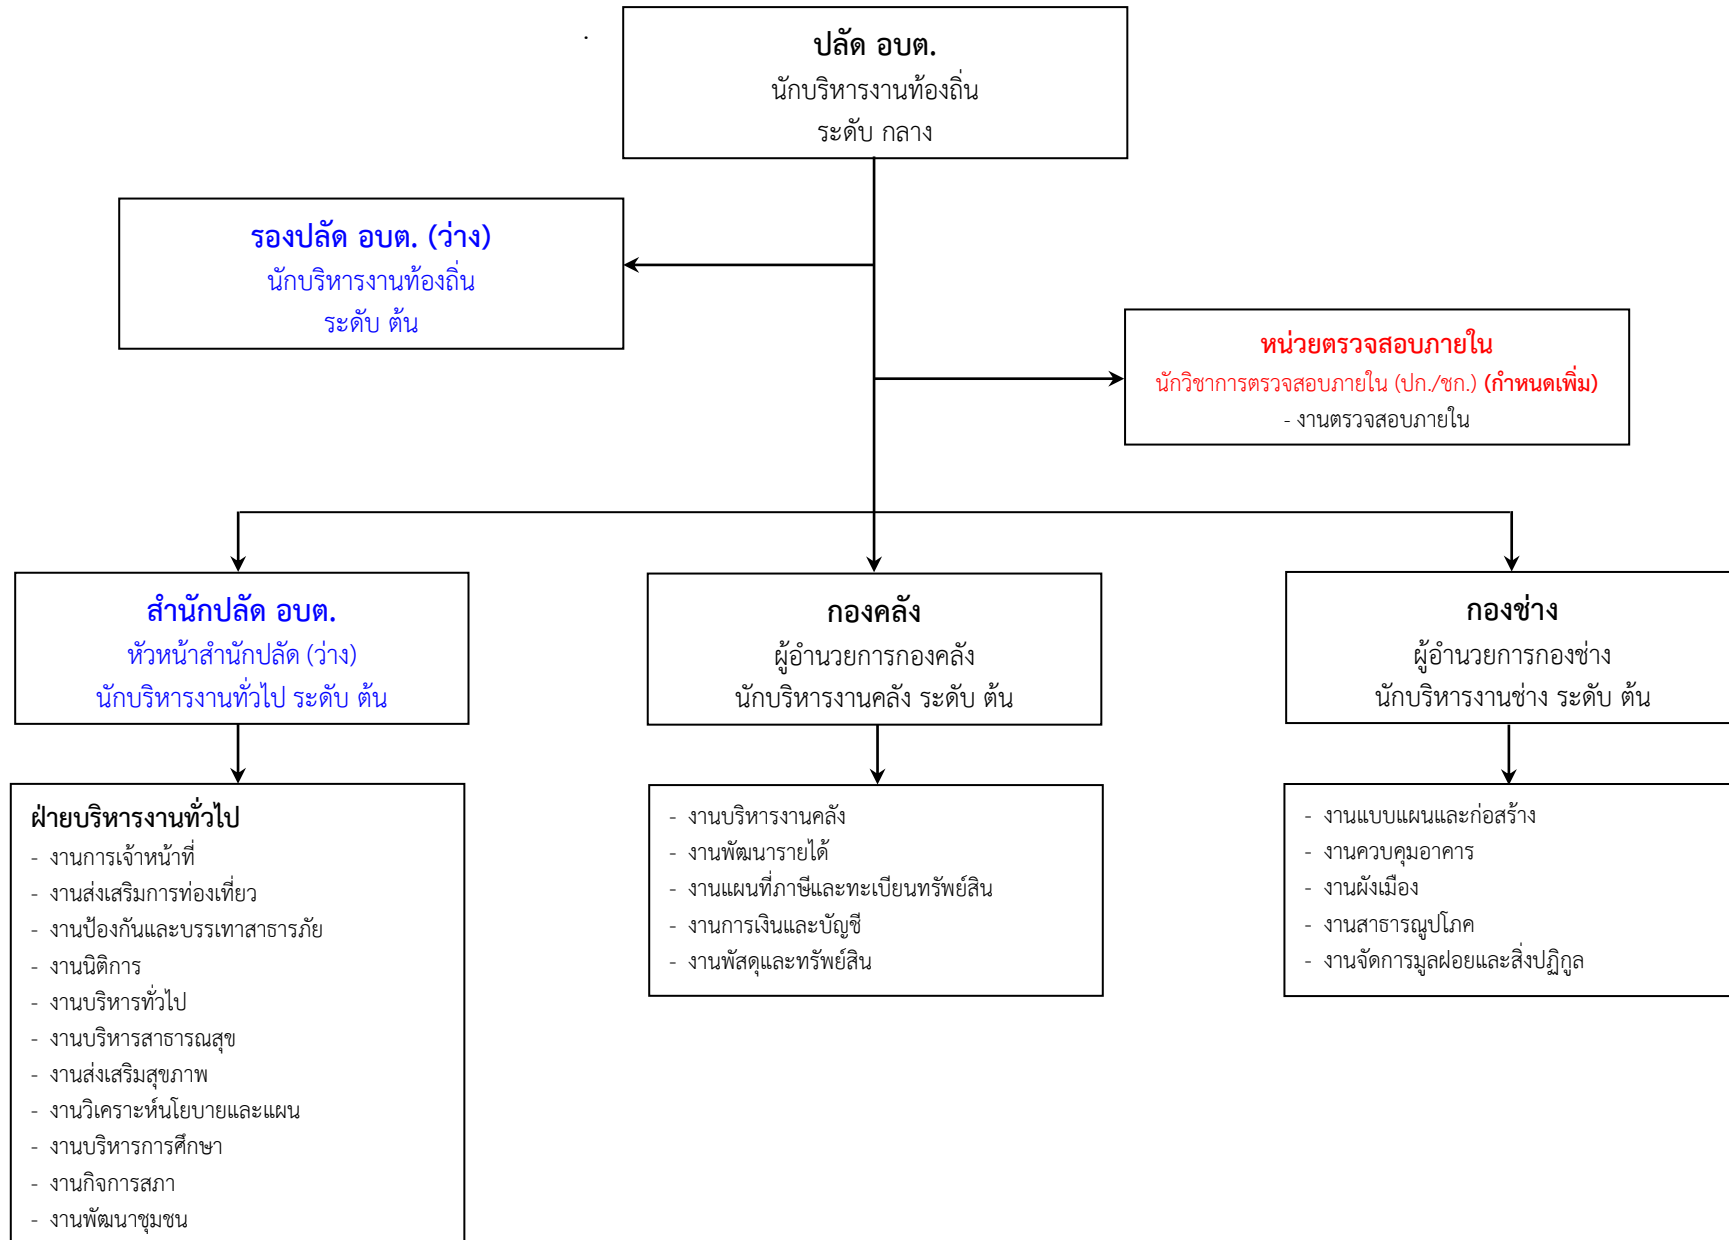 ปลัด อบต.
นักบริหารงานท้องถิ่น
ระดับ กลาง
รองปลัด อบต. (ว่าง)
นักบริหารงานท้องถิ่น
ระดับ ต้น
หน่วยตรวจสอบภายใน
นักวิชาการตรวจสอบภายใน (ปก./ชก.) (กำหนดเพิ่ม)
- งานตรวจสอบภายใน
สำนักปลัด อบต.
หัวหน้าสำนักปลัด (ว่าง)
นักบริหารงานทั่วไป ระดับ ต้น
กองคลัง
ผู้อำนวยการกองคลัง
นักบริหารงานคลัง ระดับ ต้น
กองช่าง
ผู้อำนวยการกองช่าง
นักบริหารงานช่าง ระดับ ต้น
ฝ่ายบริหารงานทั่วไป
- งานการเจ้าหน้าที่
- งานส่งเสริมการท่องเที่ยว
- งานป้องกันและบรรเทาสาธารภัย
- งานนิติการ
- งานบริหารทั่วไป
- งานบริหารสาธารณสุข
- งานส่งเสริมสุขภาพ
- งานวิเคราะห์นโยบายและแผน
- งานบริหารการศึกษา
- งานกิจการสภา
- งานพัฒนาชุมชน
- งานบริหารงานคลัง
- งานพัฒนารายได้
- งานแผนที่ภาษีและทะเบียนทรัพย์สิน
- งานการเงินและบัญชี
- งานพัสดุและทรัพย์สิน
- งานแบบแผนและก่อสร้าง
- งานควบคุมอาคาร
- งานผังเมือง
- งานสาธารณูปโภค
- งานจัดการมูลฝอยและสิ่งปฏิกูล